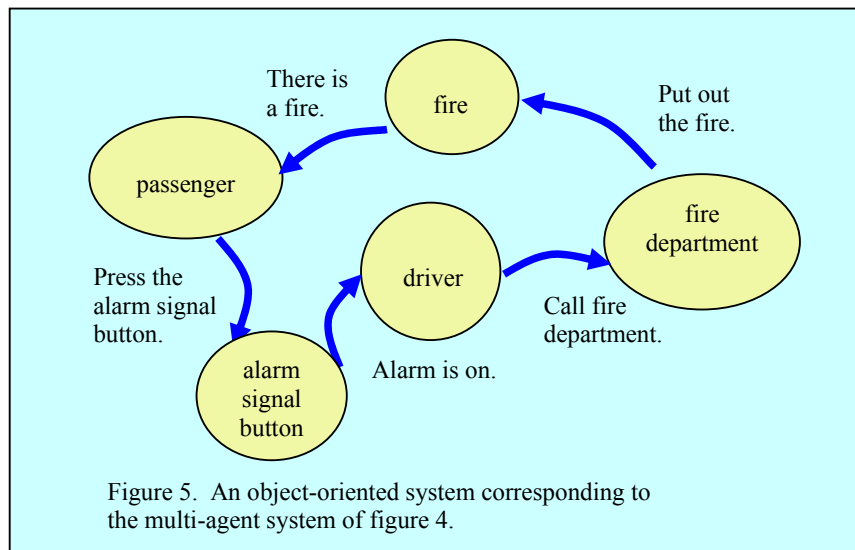 There is
a fire.
fire
Put out
the fire.
passenger
fire
department
driver
Press the
alarm signal
button.
Call fire
department.
alarm
signal
button
Alarm is on.
Figure 5. An object-oriented system corresponding to
the multi-agent system of figure 4.